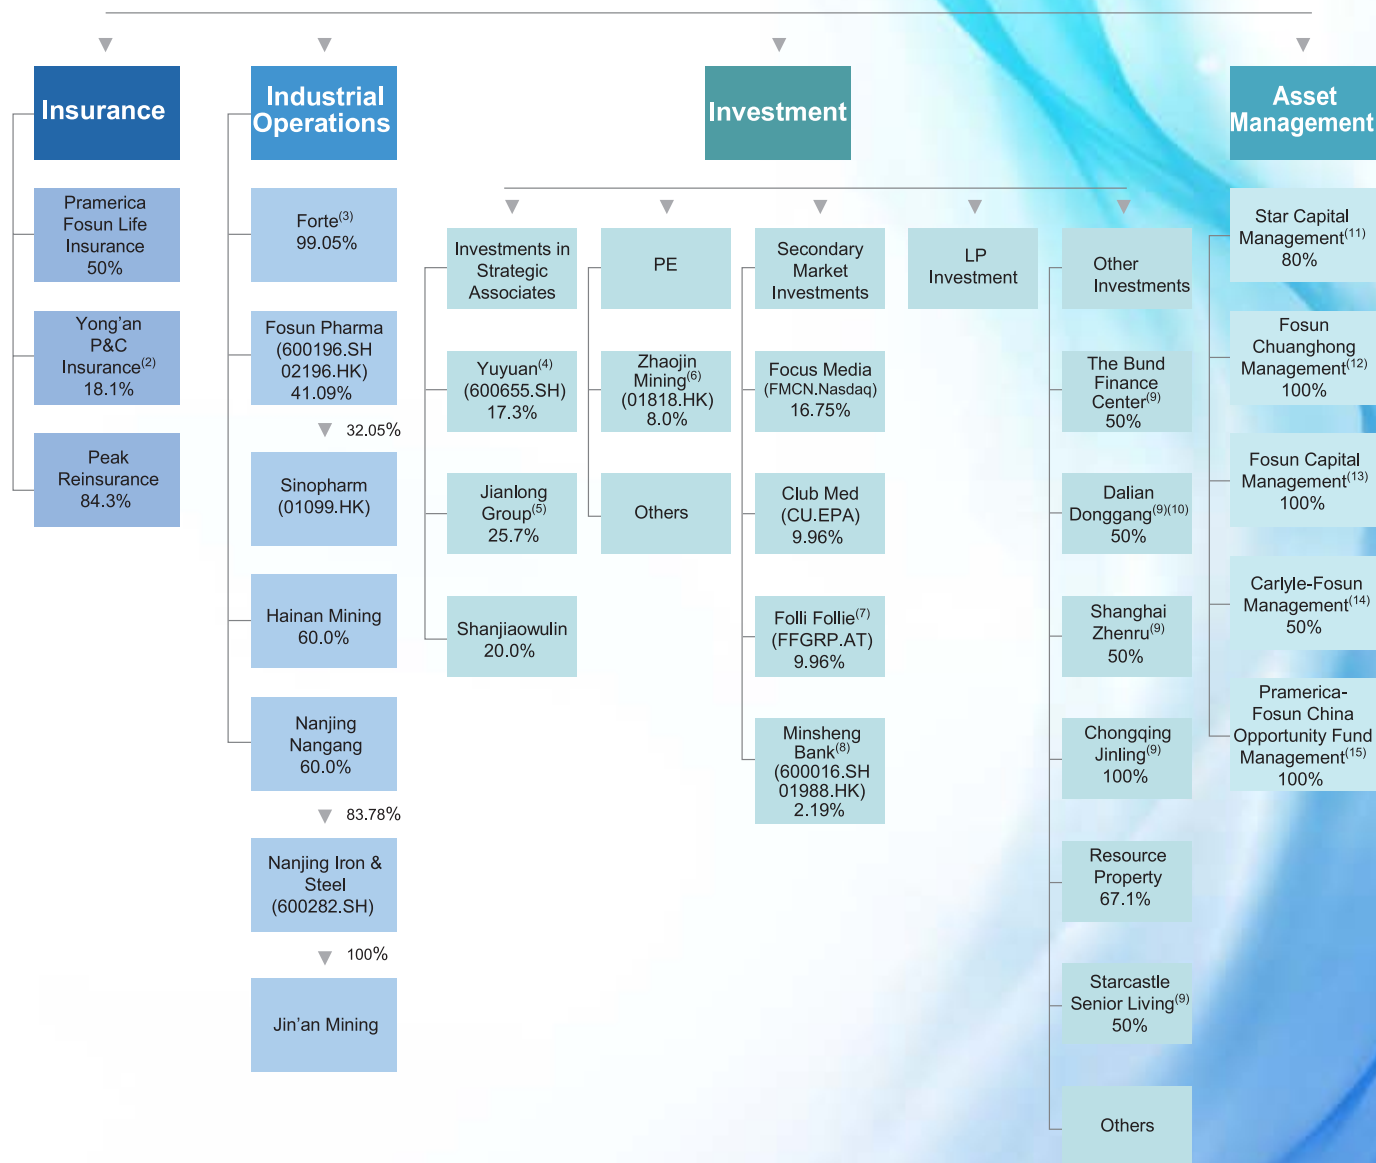 Insurance
Pramerica
Fosun Life
Insurance
50%
Yong’an
P&C
Insurance(2)
18.1%
Peak
Reinsurance
84.3%
Industrial
Operations
Forte(3)
99.05%
Fosun Pharma
(600196.SH
02196.HK)
41.09%
32.05%
Sinopharm
(01099.HK)
Hainan Mining
60.0%
Nanjing
Nangang
60.0%
83.78%
Nanjing Iron &
Steel
(600282.SH)
100%
Jin’an Mining
Investment
Investments in
Strategic
Associates
Yuyuan(4)
(600655.SH)
17.3%
Jianlong
Group(5)
25.7%
Shanjiaowulin
20.0%
PE
Zhaojin
Mining(6)
(01818.HK)
8.0%
Others
Secondary
Market
Investments
Focus Media
(FMCN.Nasdaq)
16.75%
Club Med
(CU.EPA)
9.96%
Folli Follie(7)
(FFGRP.AT)
9.96%
Minsheng
Bank(8)
(600016.SH
01988.HK)
2.19%
LP
Investment
Other
Investments
The Bund
Finance
Center(9)
50%
Dalian
Donggang(9)(10)
50%
Shanghai
Zhenru(9)
50%
Chongqing
Jinling(9)
100%
Resource
Property
67.1%
Starcastle
Senior Living(9)
50%
Others
Asset
Management
Star Capital
Management(11)
80%
Fosun
Chuanghong
Management(12)
100%
Fosun Capital
Management(13)
100%
Carlyle-Fosun
Management(14)
50%
Pramerica-
Fosun China
Opportunity Fund
Management(15)
100%